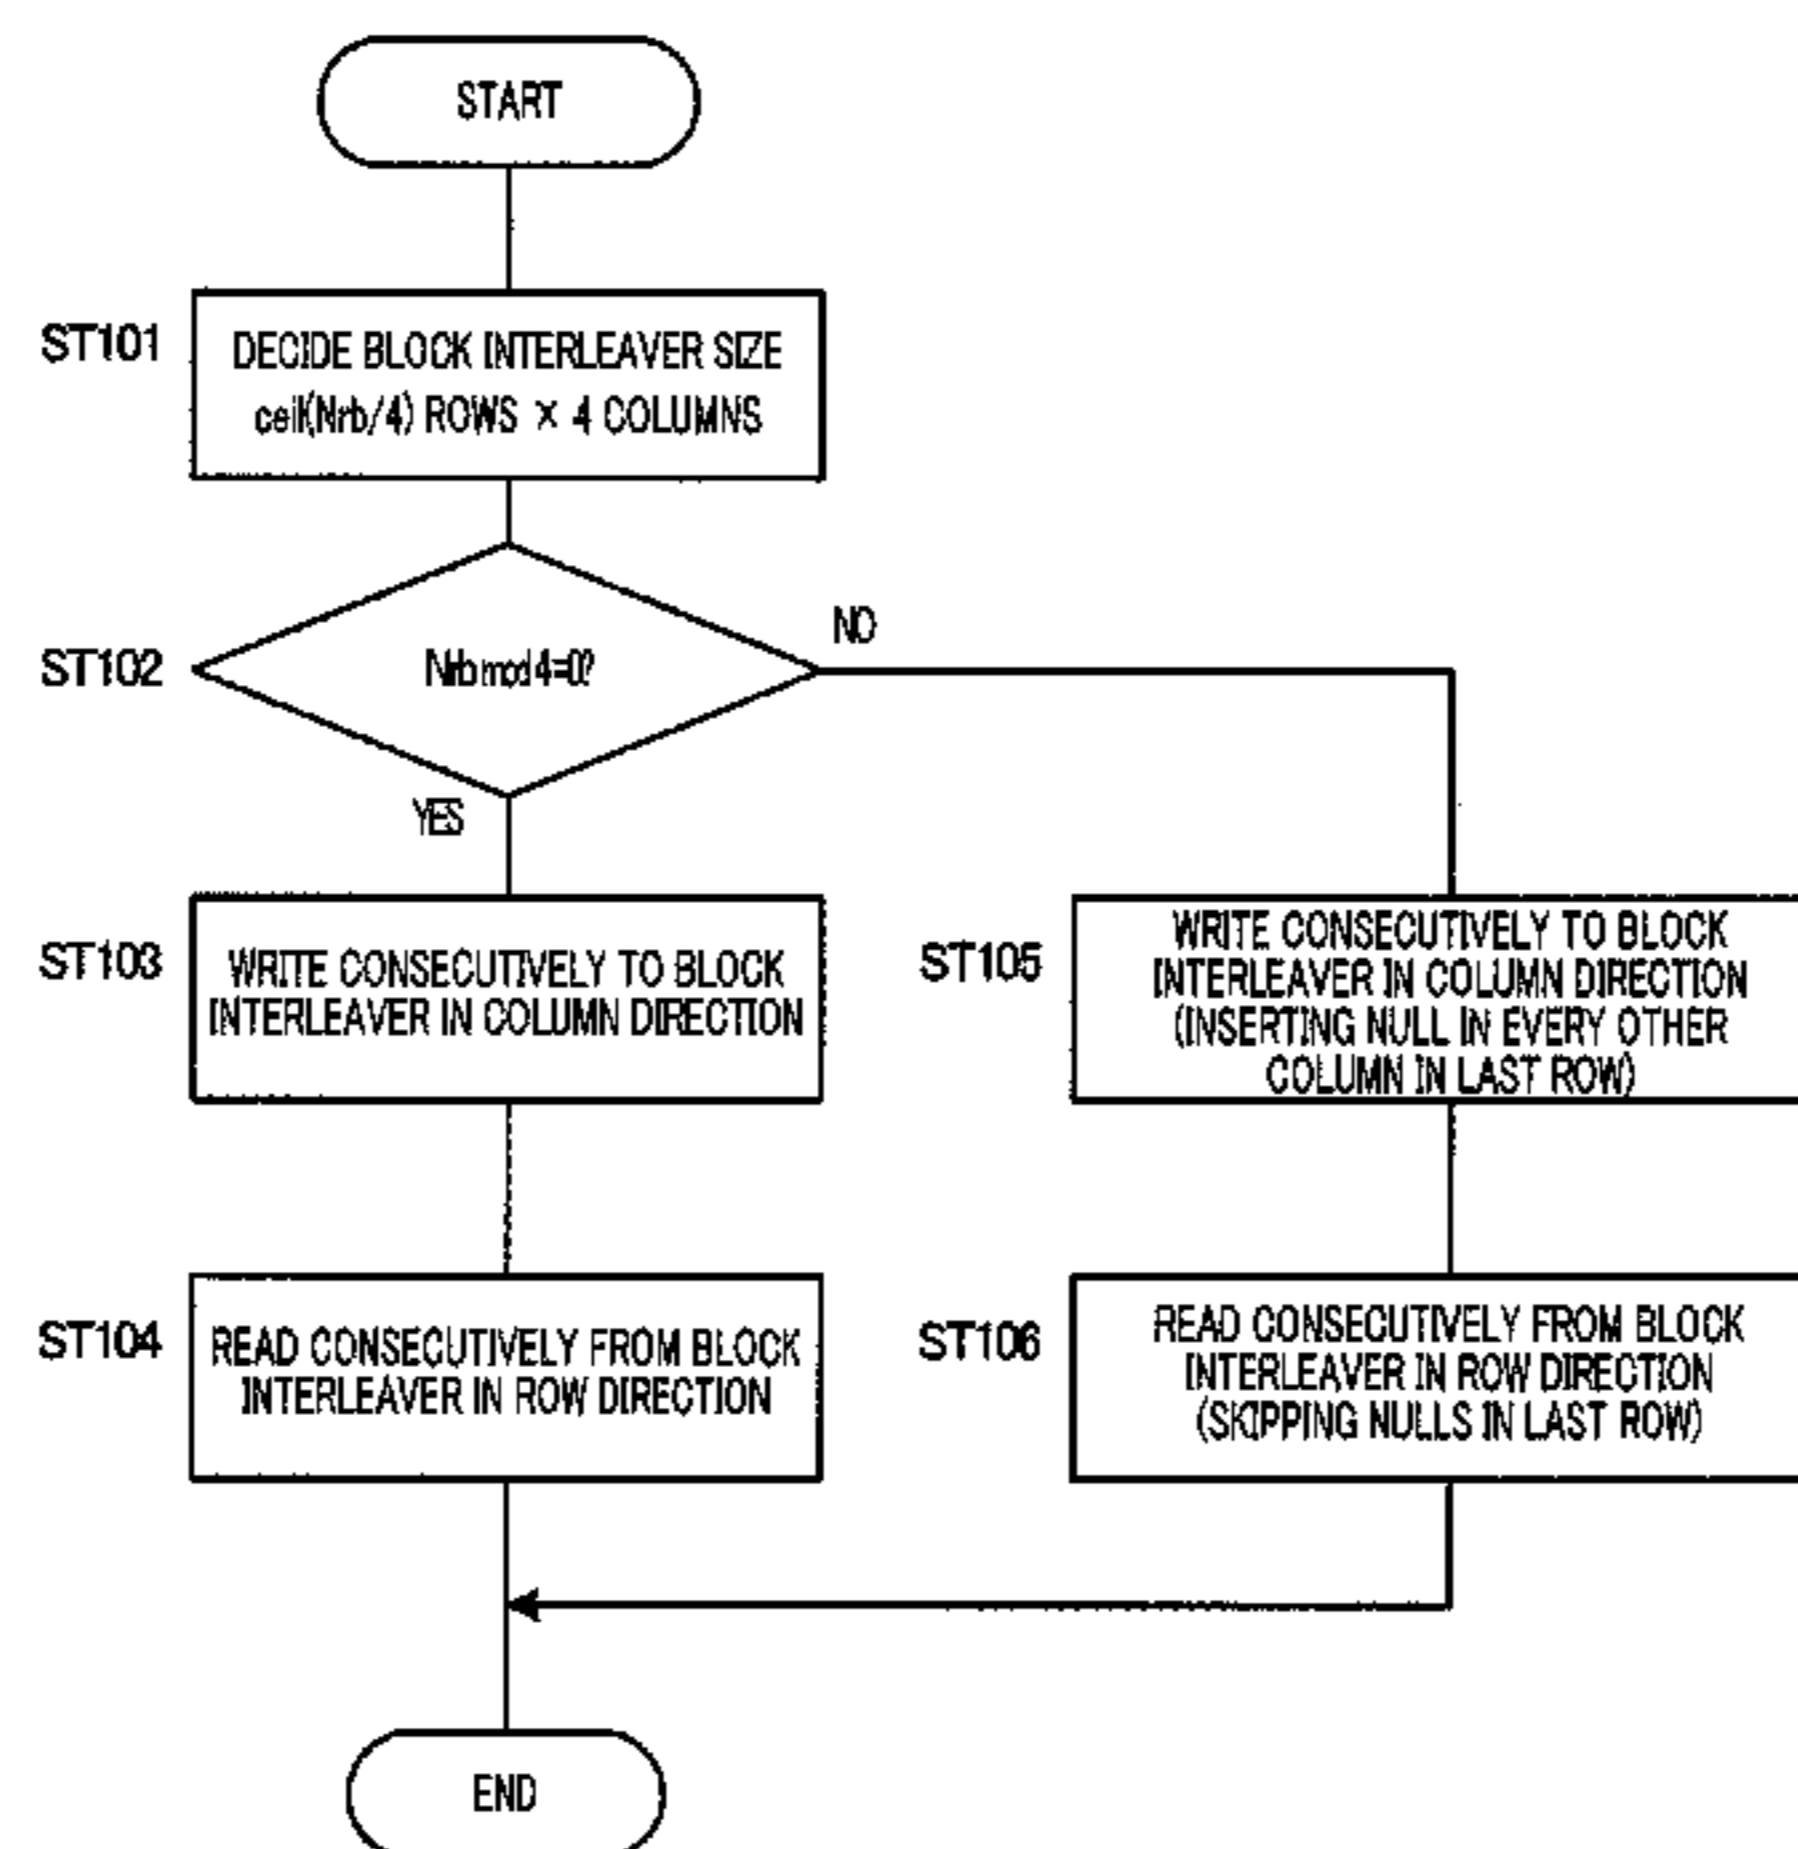 START
ST101
DECIDE BLOCK INTERLEAVER SIZE
ceil(Nrb/4) ROWS × 4 COLUMNS
ST102
Nrb mod 4=0?
NO
YES
ST103
WRITE CONSECUTIVELY TO BLOCK
INTERLEAVER IN COLUMN DIRECTION
ST105
WRITE CONSECUTIVELY TO BLOCK
INTERLEAVER IN COLUMN DIRECTION
(INSERTING NULL IN EVERY OTHER
COLUMN IN LAST ROW)
ST104
READ CONSECUTIVELY FROM BLOCK
INTERLEAVER IN ROW DIRECTION
ST106
READ CONSECUTIVELY FROM BLOCK
INTERLEAVER IN ROW DIRECTION
(SKIPPING NULLS IN LAST ROW)
END